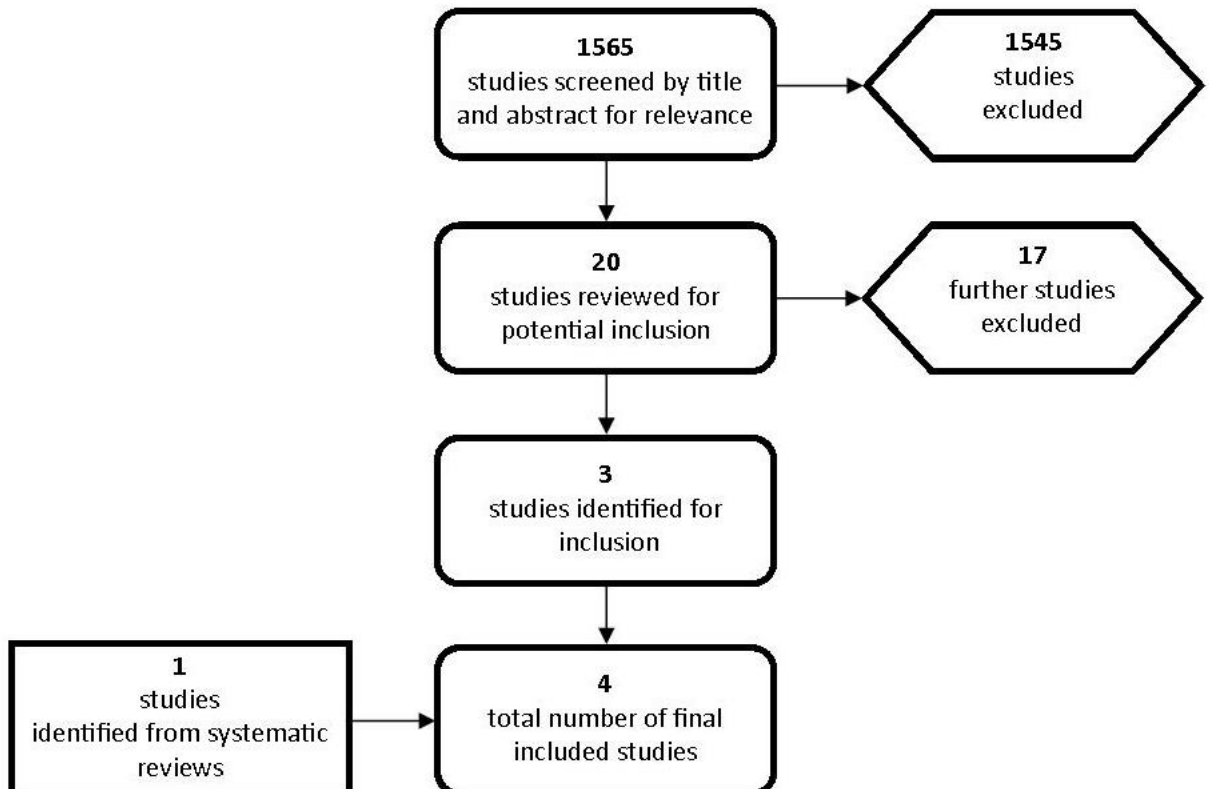 1565
studies screened by title
and abstract for relevance
1545
studies
excluded
20
studies reviewed for
potential inclusion
17
further studies
excluded
3
studies identified for
inclusion
1
studies
identified from systematic
reviews
4
total number of final
included studies